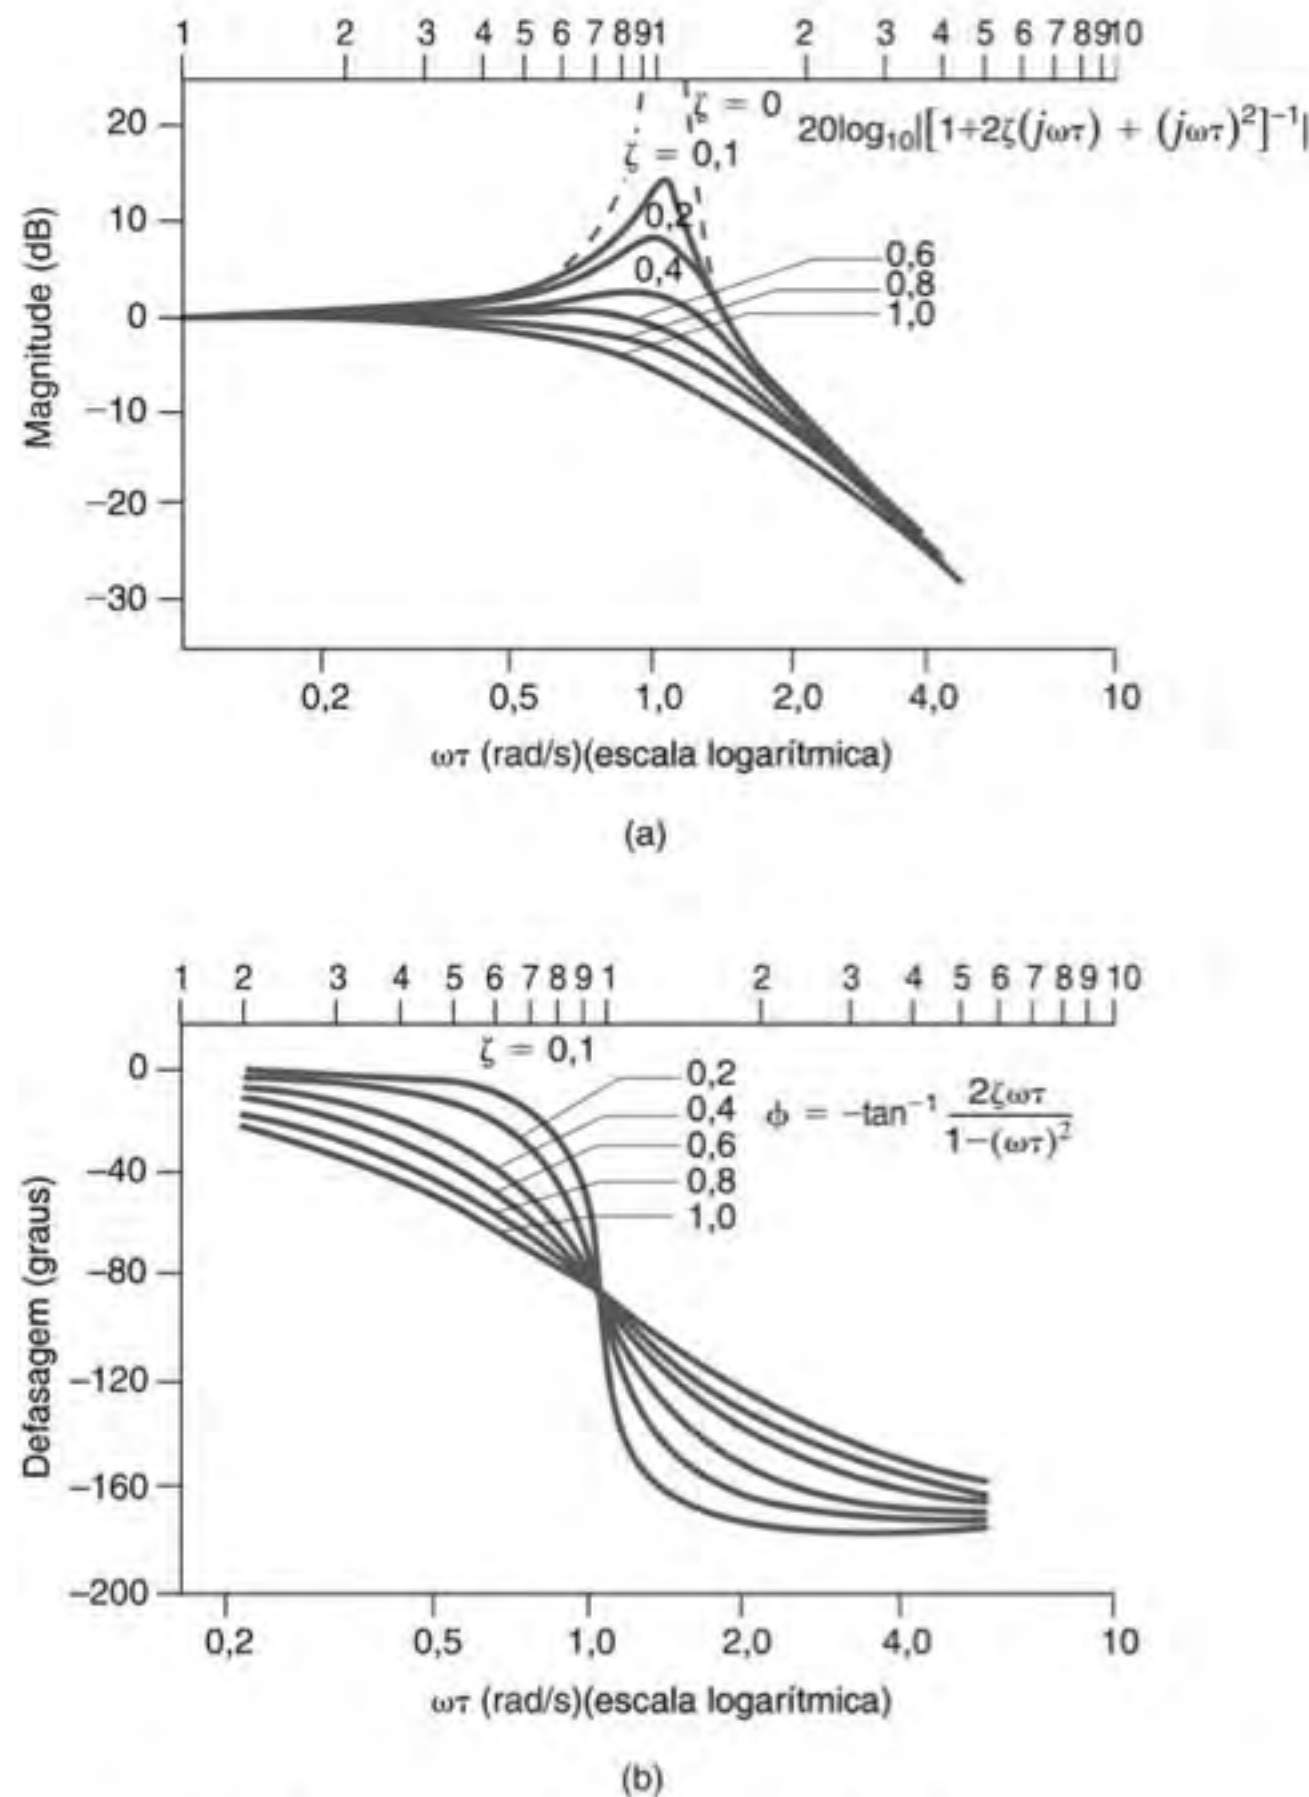 1 2 3 4 5 6 7 8 9 1 2 3 4 5 6 7 8 9 10
20
10
0
−10
−20
−30
Magnitude (dB)
ζ = 0
20log₁₀|[1+2ζ(jωτ) + (jωτ)²]⁻¹|
ζ = 0,1
0,2
0,4
0,6
0,8
1,0
0,2 0,5 1,0 2,0 4,0 10
ωτ (rad/s)(escala logarítmica)
(a)
1 2 3 4 5 6 7 8 9 1 2 3 4 5 6 7 8 9 10
0
−40
−80
−120
−160
−200
Defasagem (graus)
ζ = 0,1
0,2
0,4
0,6
0,8
1,0
ϕ = −tan⁻¹ 2ζωτ / 1−(ωτ)²
0,2 0,5 1,0 2,0 4,0 10
ωτ (rad/s)(escala logarítmica)
(b)